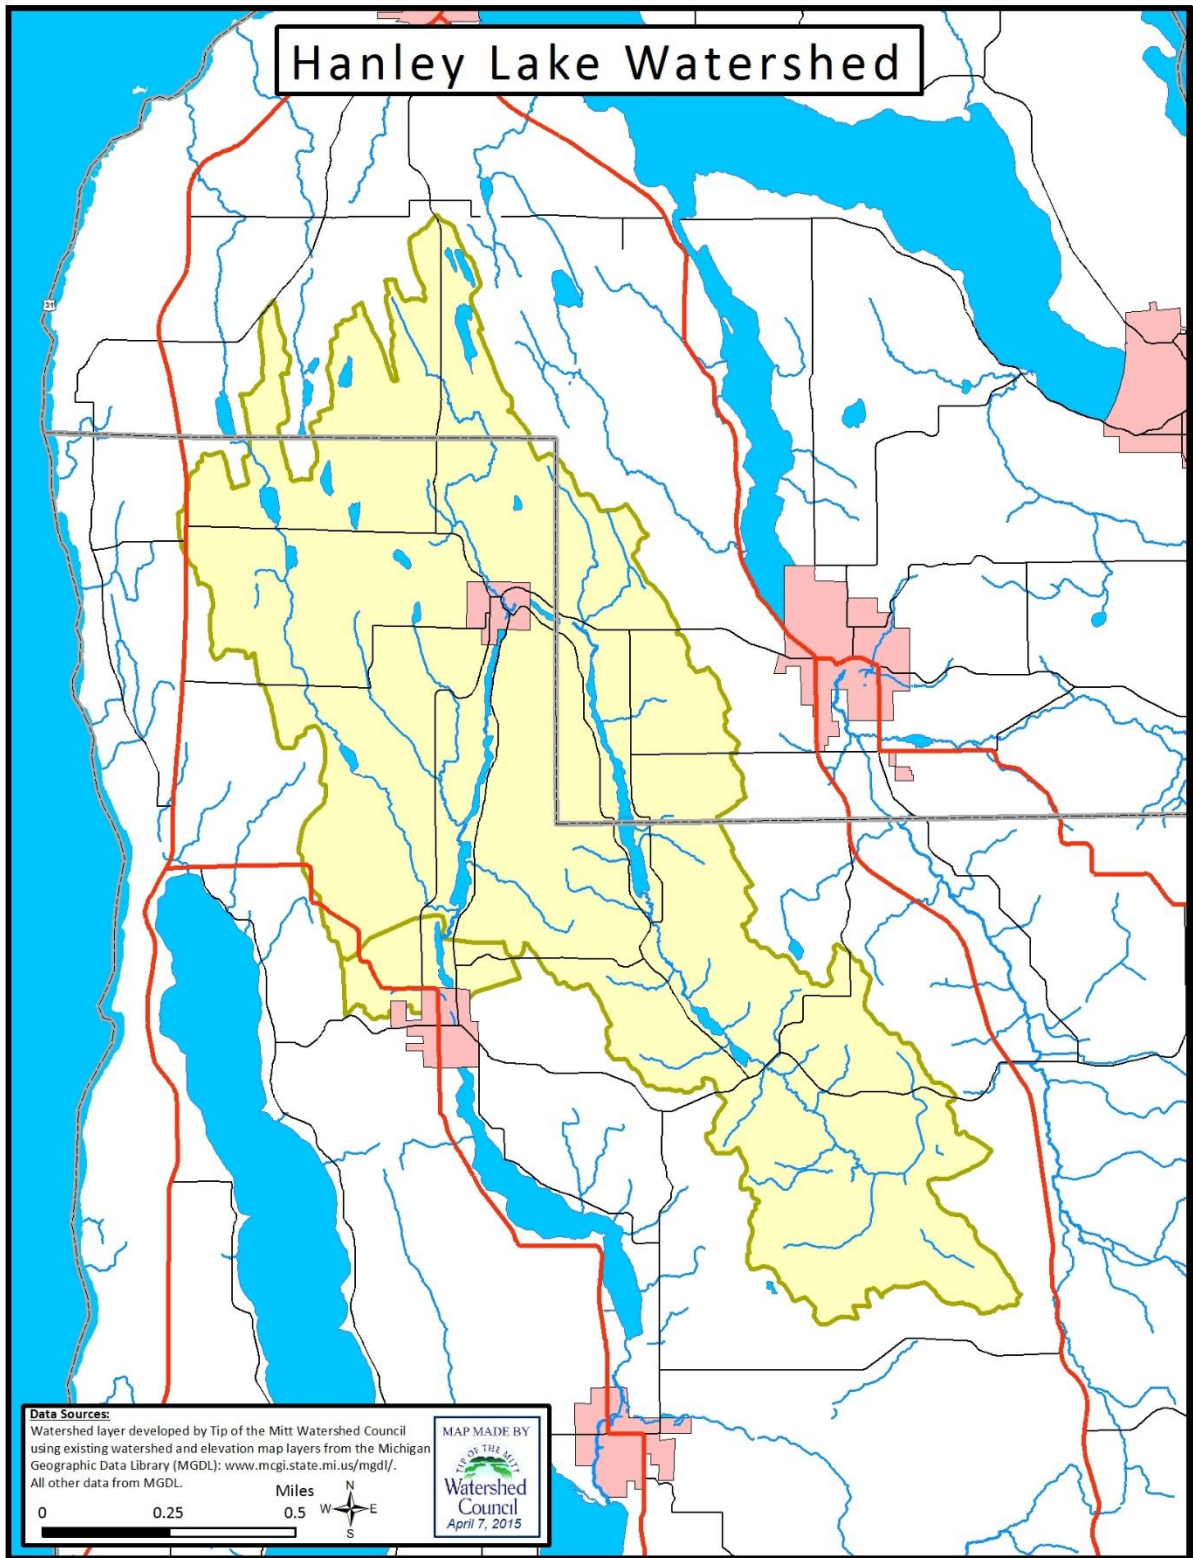 Hanley Lake Watershed
31
Data Sources:
Watershed layer developed by Tip of the Mitt Watershed Council
using existing watershed and elevation map layers from the Michigan
Geographic Data Library (MGDL): www.mcgi.state.mi.us/mgdl/.
All other data from MGDL.
Miles
0 0.25 0.5
N
W E
S
MAP MADE BY
TIP OF THE MITT
Watershed
Council
April 7, 2015